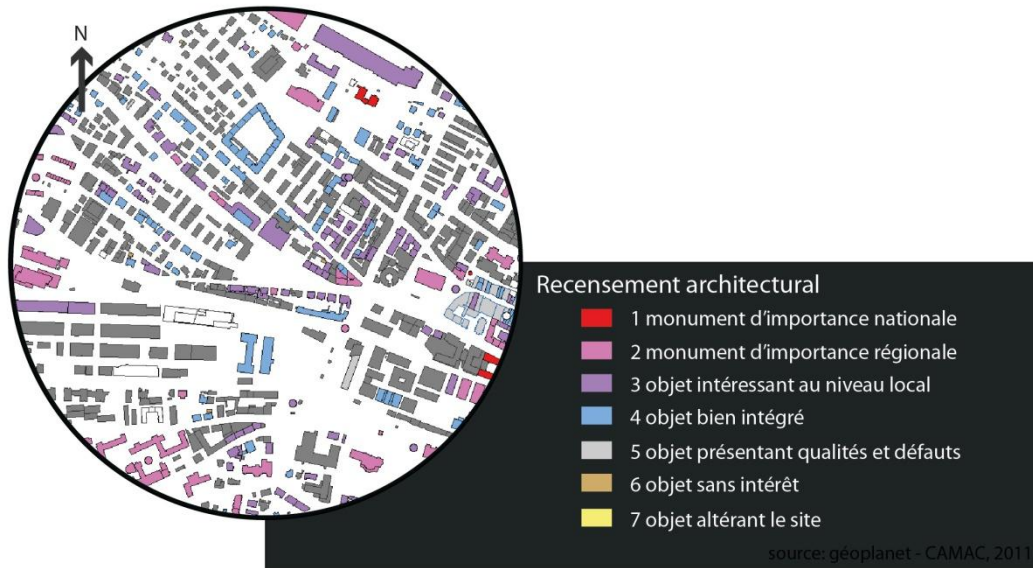 N
Recensement architectural
1 monument d'importance nationale
2 monument d'importance régionale
3 objet intéressant au niveau local
4 objet bien intégré
5 objet présentant qualités et défauts
6 objet sans intérêt
7 objet altérant le site
source: géoplanet - CAMAC, 2011